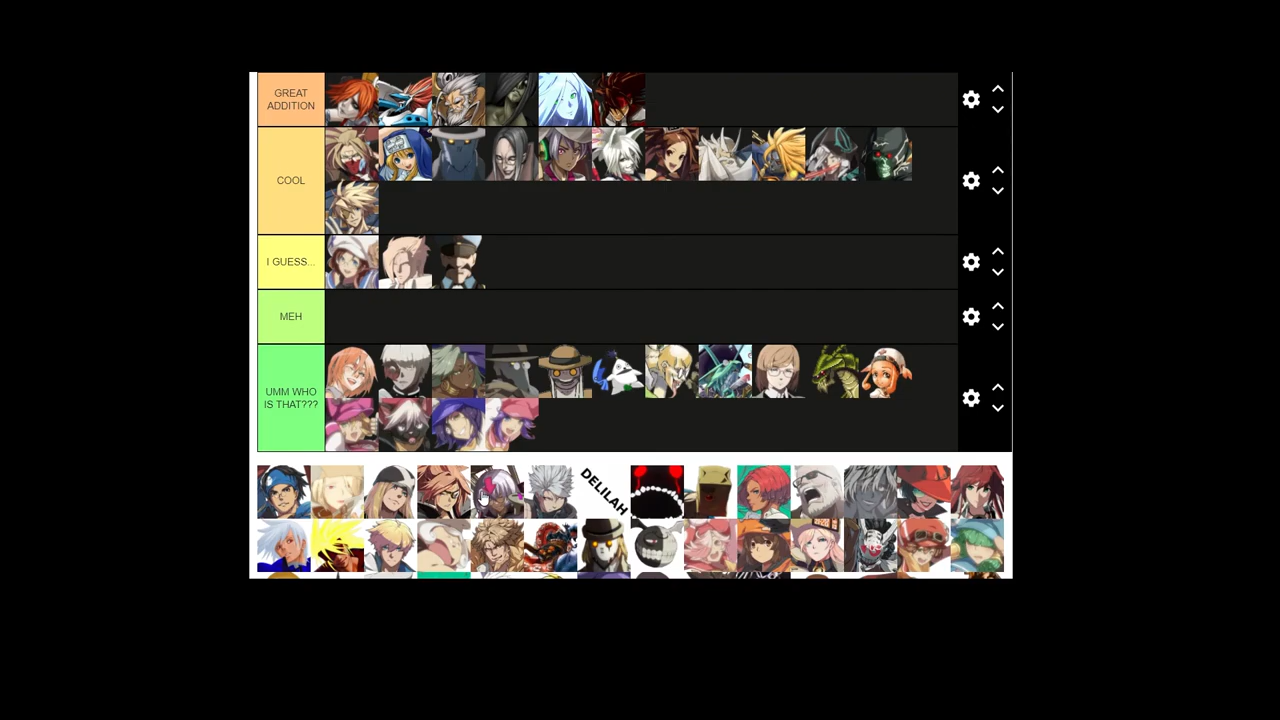 GREAT
ADDITION
COOL
I GUESS...
MEH
UMM WHO
IS THAT???
DELILAH